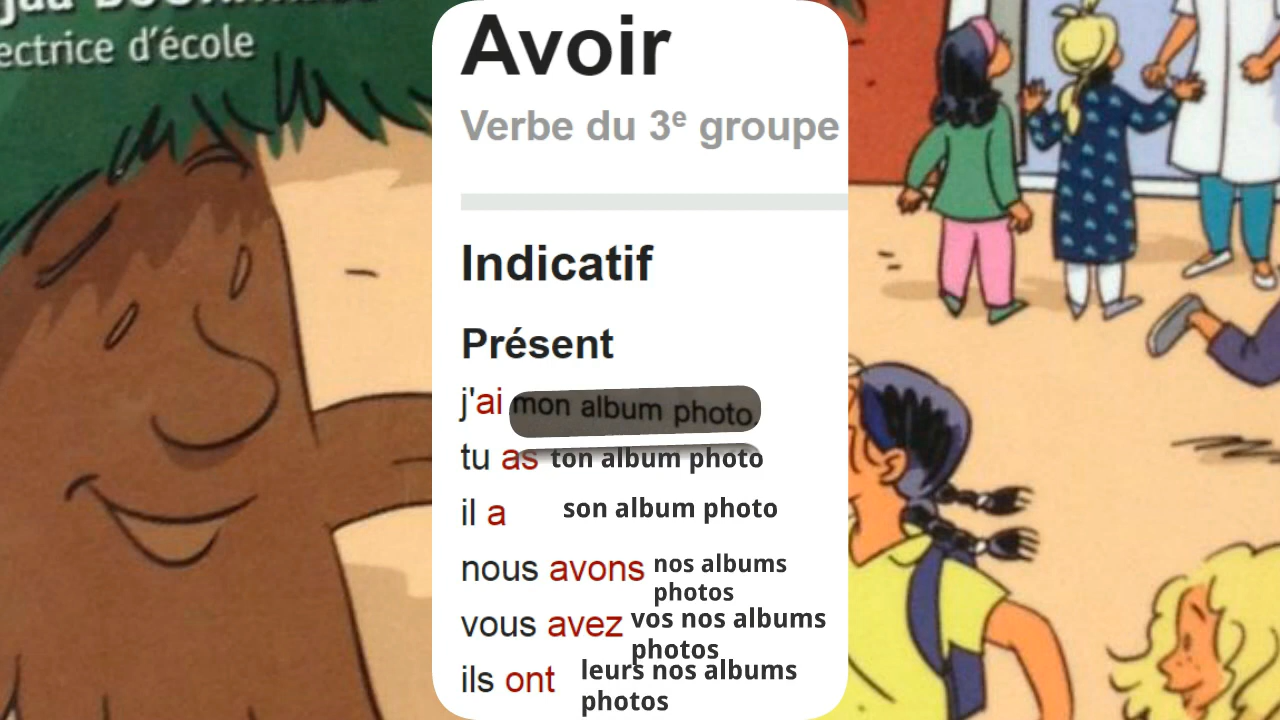 ectrice d'école
Avoir
Verbe du 3e groupe
Indicatif
Présent
j'ai mon album photo
tu as ton album photo
il a son album photo
nous avons nos albums
photos
vous avez vos nos albums
photos
ils ont leurs nos albums
photos